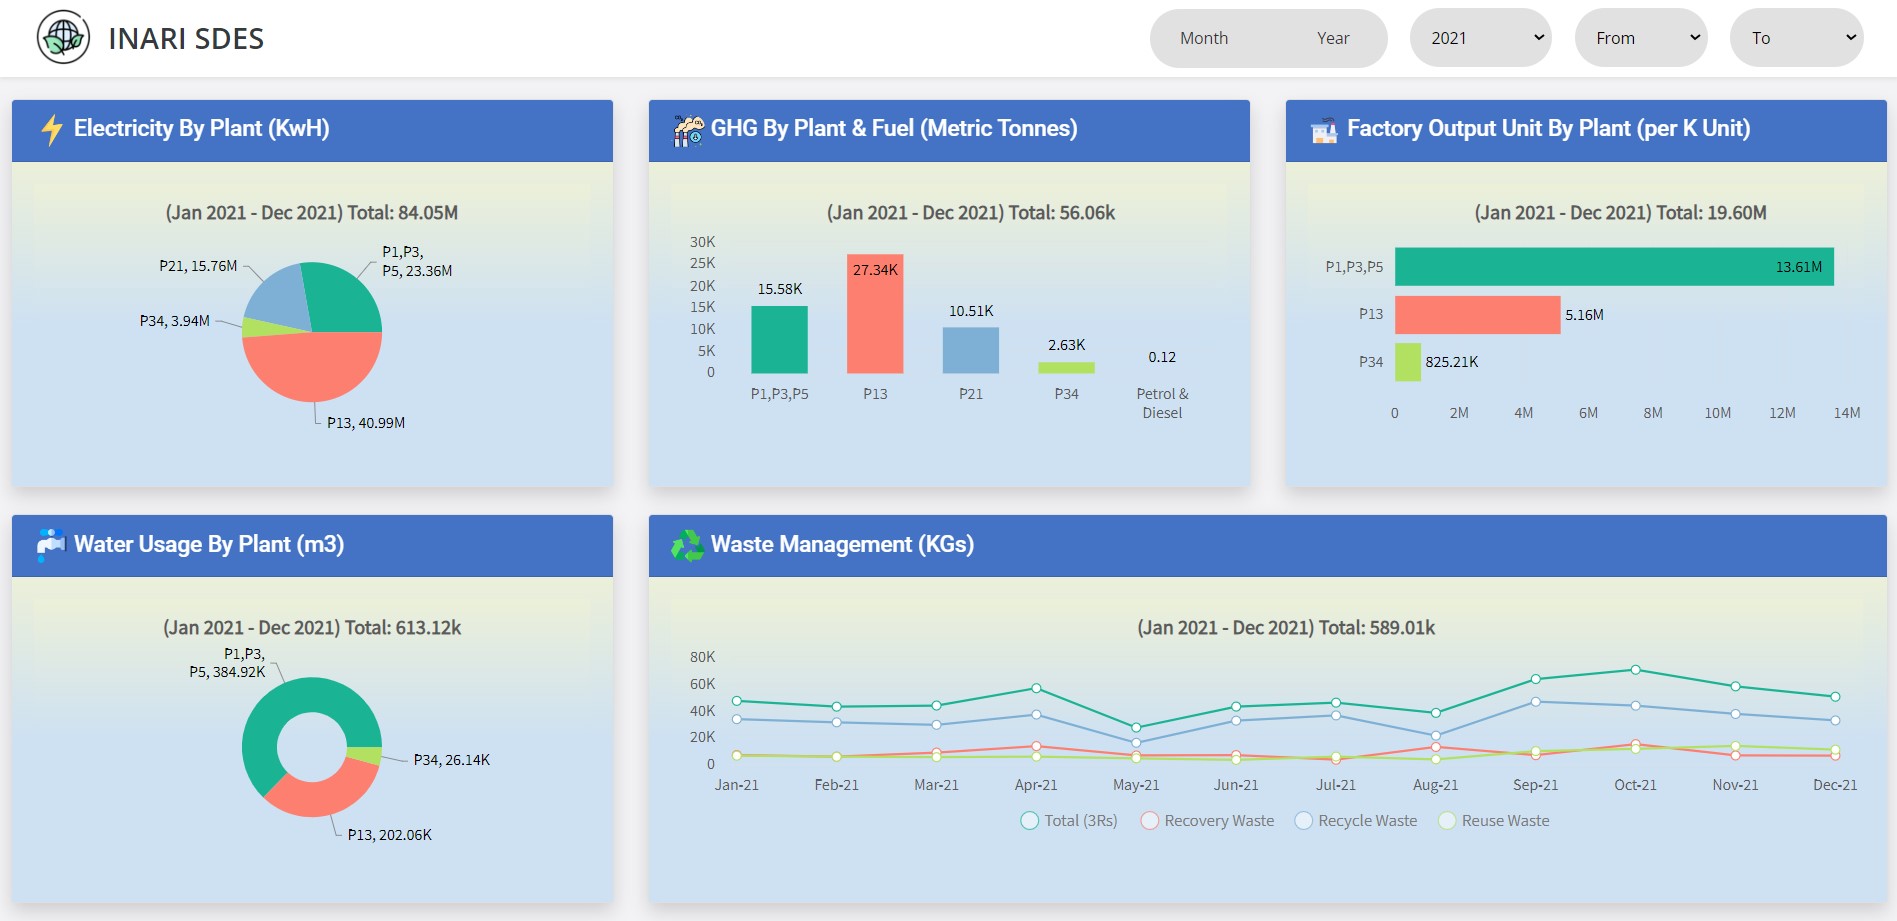 INARI SDES
Month Year 2021 From To
Electricity By Plant (KwH)
(Jan 2021 - Dec 2021) Total: 84.05M
P1,P3,
P5, 23.36M
P21, 15.76M
P34, 3.94M
P13, 40.99M
GHG By Plant & Fuel (Metric Tonnes)
(Jan 2021 - Dec 2021) Total: 56.06k
30K
25K
20K
15K
10K
5K
0
15.58K
27.34K
10.51K
2.63K
0.12
P1,P3,P5
P13
P21
P34
Petrol &
Diesel
Factory Output Unit By Plant (per K Unit)
(Jan 2021 - Dec 2021) Total: 19.60M
P1,P3,P5 13.61M
P13 5.16M
P34 825.21K
0 2M 4M 6M 8M 10M 12M 14M
Water Usage By Plant (m3)
(Jan 2021 - Dec 2021) Total: 613.12k
P1,P3,
P5, 384.92K
P34, 26.14K
P13, 202.06K
Waste Management (KGs)
(Jan 2021 - Dec 2021) Total: 589.01k
80K
60K
40K
20K
0
Jan-21 Feb-21 Mar-21 Apr-21 May-21 Jun-21 Jul-21 Aug-21 Sep-21 Oct-21 Nov-21 Dec-21
Total (3Rs) Recovery Waste Recycle Waste Reuse Waste